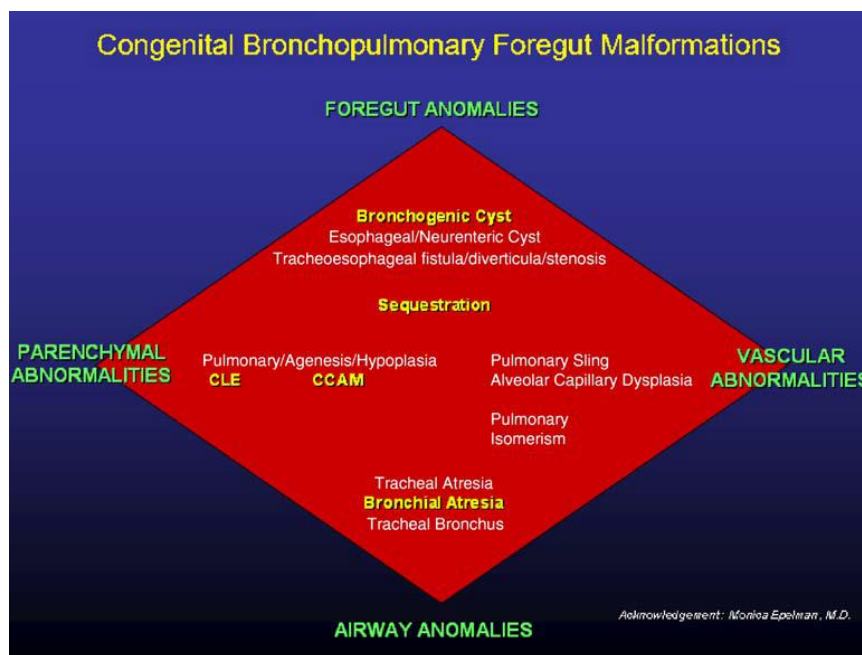 Congenital Bronchopulmonary Foregut Malformations
FOREGUT ANOMALIES
Bronchogenic Cyst
Esophageal/Neurenteric Cyst
Tracheoesophageal fistula/diverticula/stenosis
Sequestration
PARENCHYMAL
ABNORMALITIES
Pulmonary/Agenesis/Hypoplasia
CLE CCAM
Pulmonary Sling
Alveolar Capillary Dysplasia
Pulmonary
Isomerism
VASCULAR
ABNORMALITIES
Tracheal Atresia
Bronchial Atresia
Tracheal Bronchus
AIRWAY ANOMALIES
Acknowledgement: Monica Epelman, M.D.